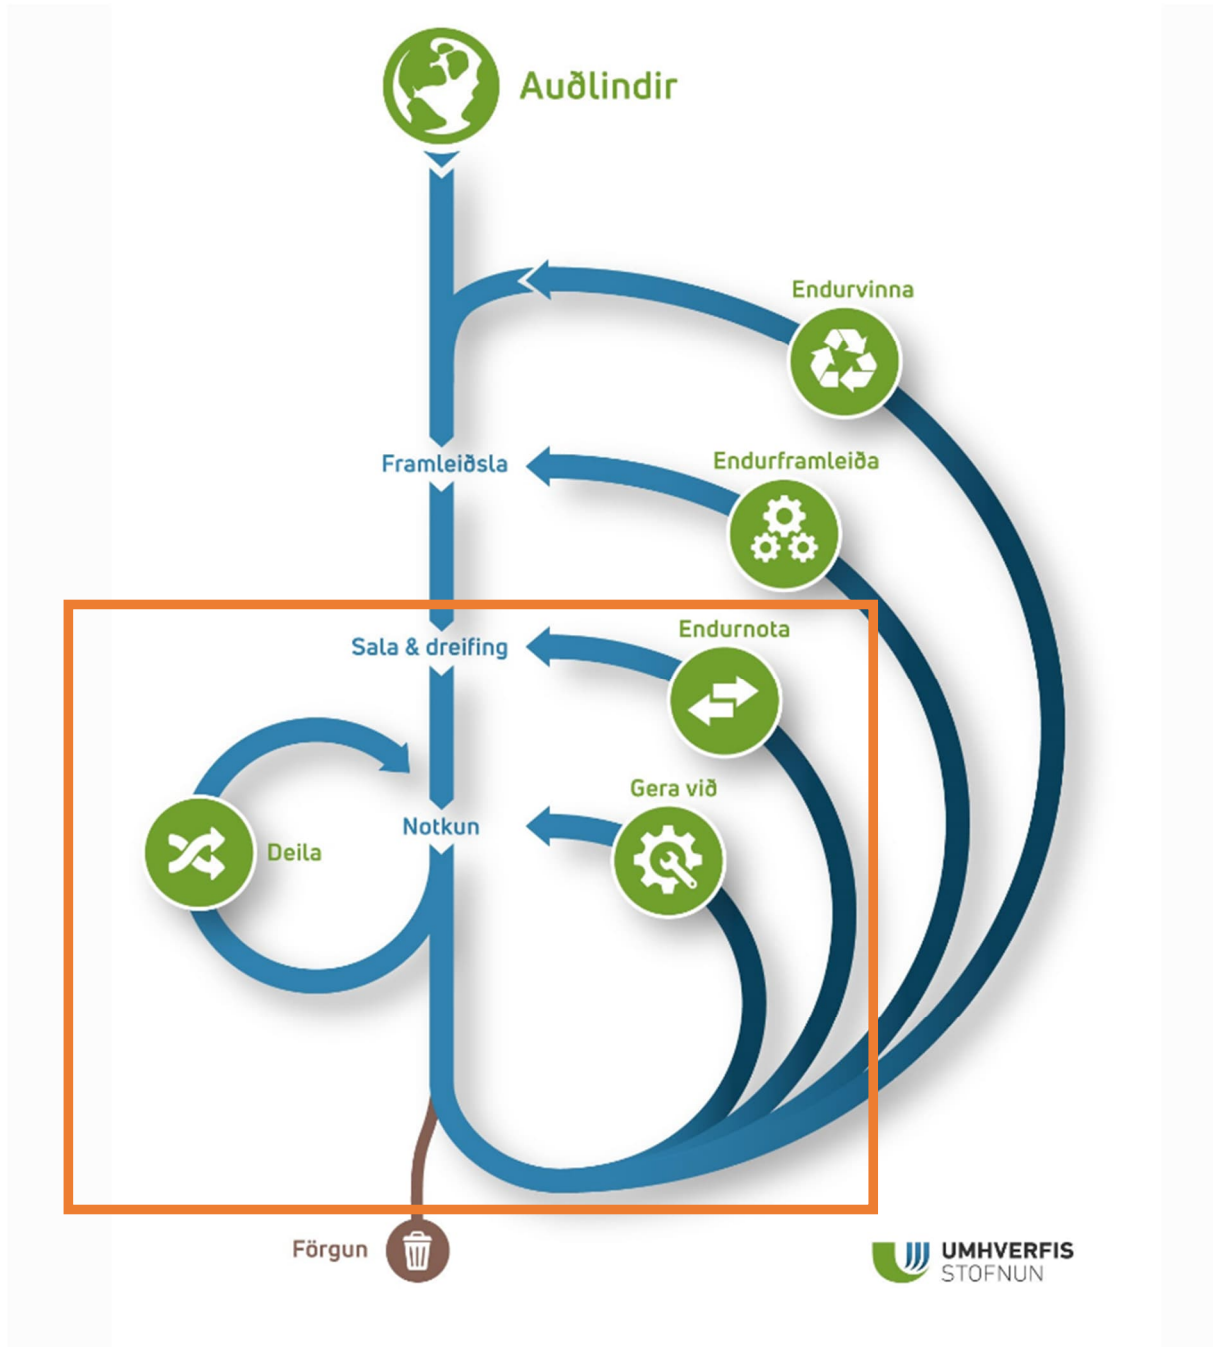 Auðlindir
Endurvinna
Framleiðsla
Endurframleiða
Sala & dreifing
Endurnota
Gera við
Notkun
Deila
Förgun
UMHVERFIS
STOFNUN